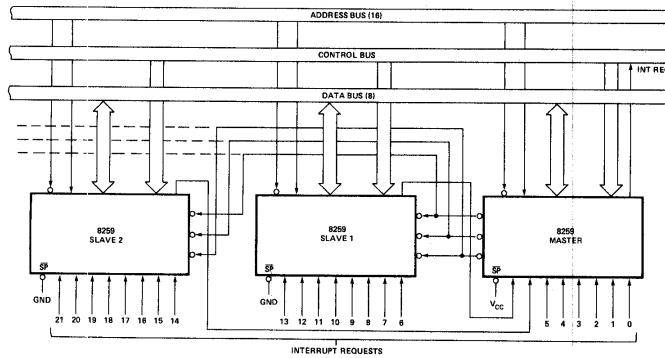 ADDRESS BUS (16)
CONTROL BUS
INT REQ
DATA BUS (8)
8259
SLAVE 2
8259
SLAVE 1
8259
MASTER
SP
SP
SP
GND
GND
VCC
21 20 19 18 17 16 15 14
13 12 11 10 9 8 7 6
5 4 3 2 1 0
INTERRUPT REQUESTS